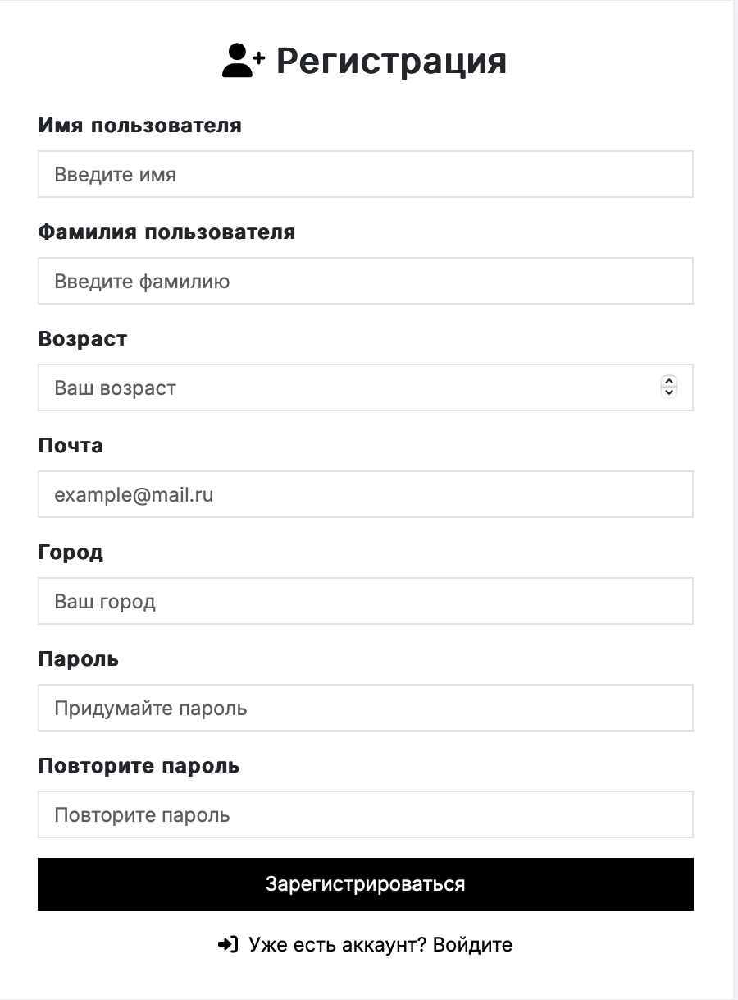 Регистрация
Имя пользователя
Введите имя
Фамилия пользователя
Введите фамилию
Возраст
Ваш возраст
Почта
example@mail.ru
Город
Ваш город
Пароль
Придумайте пароль
Повторите пароль
Повторите пароль
Зарегистрироваться
Уже есть аккаунт? Войдите